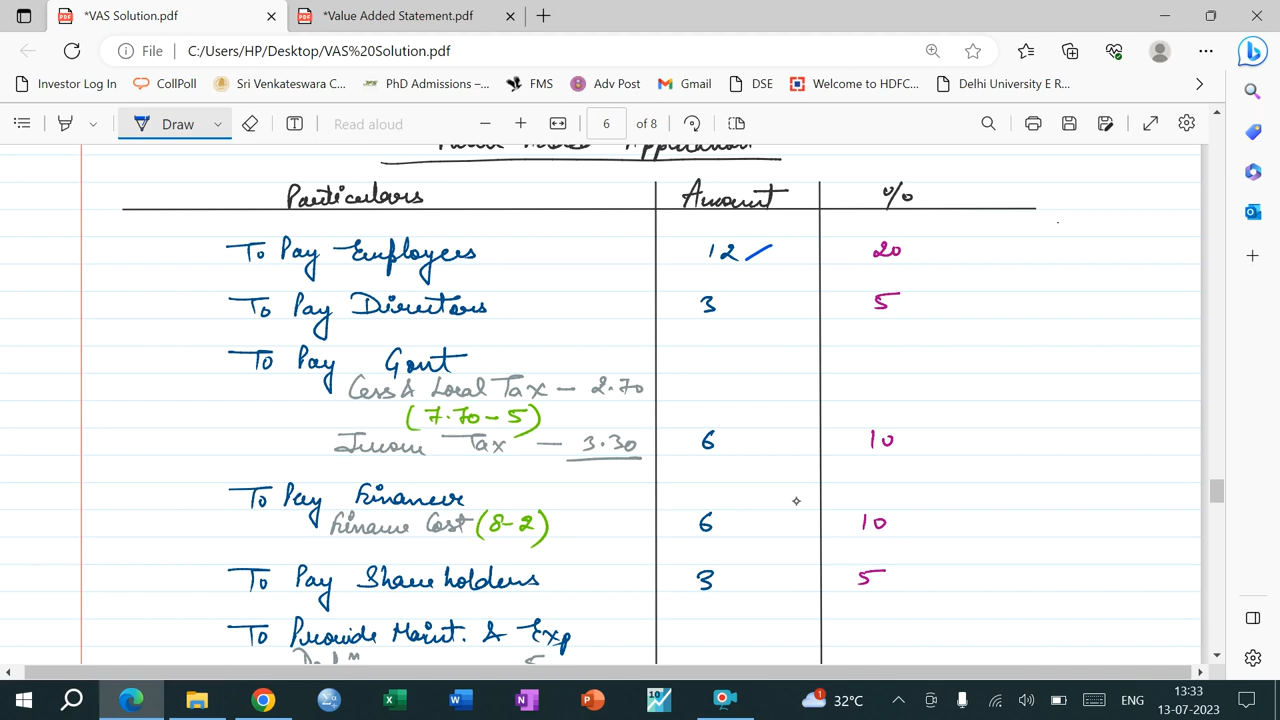 *VAS Solution.pdf
*Value Added Statement.pdf
File C:/Users/HP/Desktop/VAS%20Solution.pdf
Investor Log In CollPoll Sri Venkateswara C... PhD Admissions –... FMS Adv Post Gmail DSE Welcome to HDFC... Delhi University E R...
Draw Read aloud 6 of 8
Application
Particulars Amount %
To Pay Employees 12 20
To Pay Directors 3 5
To Pay Govt
Cess & Local Tax – 2.70
(7.70 – 5)
Income Tax – 3.30 6 10
To Pay Financer
Finance Cost (8-2) 6 10
To Pay Shareholders 3 5
To Provide Maint. & Exp
5
10
1
32°C
ENG
13:33
13-07-2023